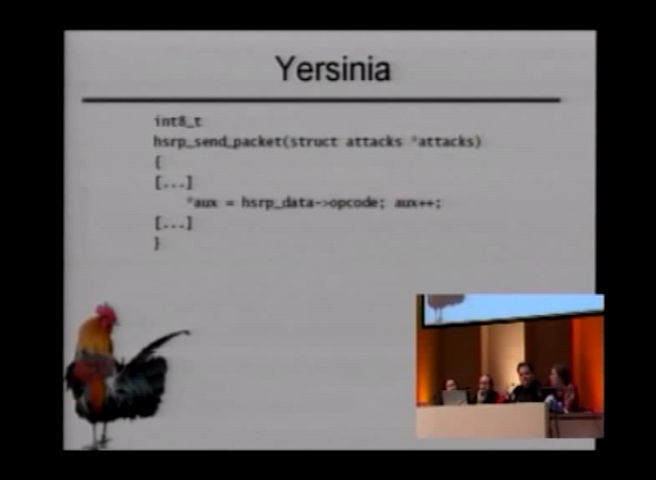 Yersinia
int8_t
hsrp_send_packet(struct attacks *attacks)
{
[...]
*aux = hsrp_data->opcode; aux++;
[...]
}